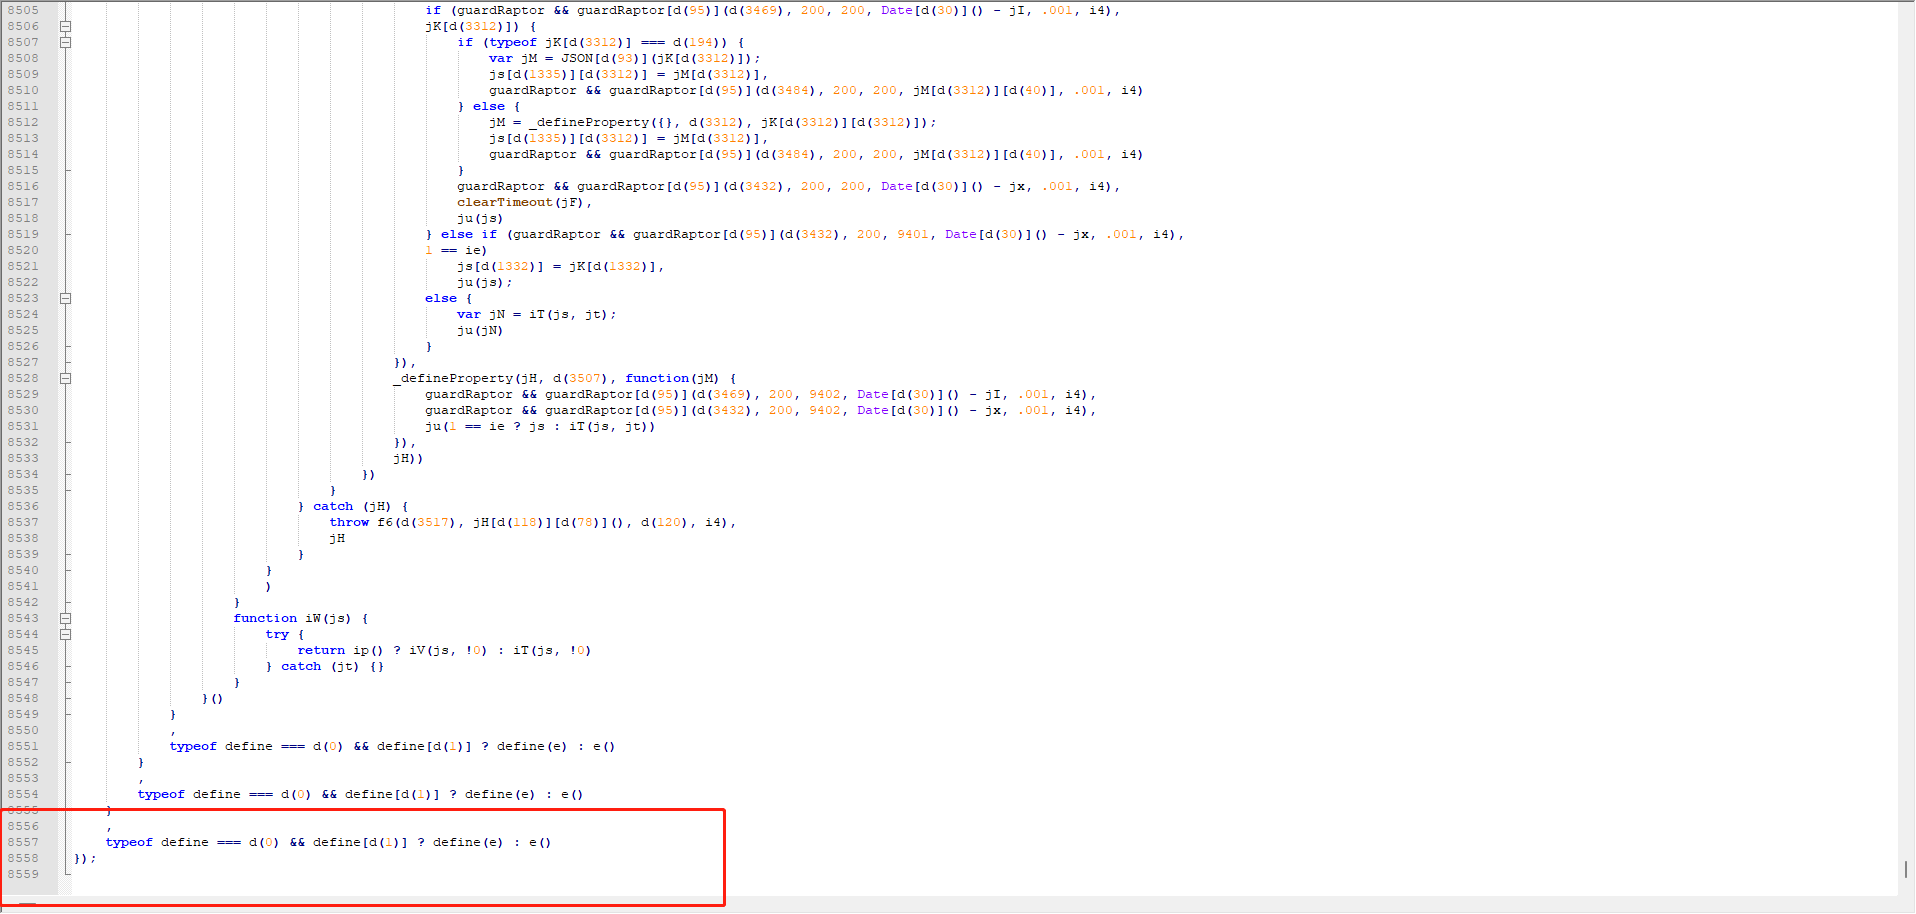 8505 if (guardRaptor && guardRaptor[d(95)](d(3469), 200, 200, Date[d(30)]() - jI, .001, i4),
8506 jK[d(3312)]) {
8507 if (typeof jK[d(3312)] === d(194)) {
8508 var jM = JSON[d(93)](jK[d(3312)]);
8509 js[d(1335)][d(3312)] = jM[d(3312)],
8510 guardRaptor && guardRaptor[d(95)](d(3484), 200, 200, jM[d(3312)][d(40)], .001, i4)
8511 } else {
8512 jM = _defineProperty({}, d(3312), jK[d(3312)][d(3312)]);
8513 js[d(1335)][d(3312)] = jM[d(3312)],
8514 guardRaptor && guardRaptor[d(95)](d(3484), 200, 200, jM[d(3312)][d(40)], .001, i4)
8515 }
8516 guardRaptor && guardRaptor[d(95)](d(3432), 200, 200, Date[d(30)]() - jx, .001, i4),
8517 clearTimeout(jF),
8518 ju(js)
8519 } else if (guardRaptor && guardRaptor[d(95)](d(3432), 200, 9401, Date[d(30)]() - jx, .001, i4),
8520 1 == ie)
8521 js[d(1332)] = jK[d(1332)],
8522 ju(js);
8523 else {
8524 var jN = iT(js, jt);
8525 ju(jN)
8526 }
8527 }),
8528 _defineProperty(jH, d(3507), function(jM) {
8529 guardRaptor && guardRaptor[d(95)](d(3469), 200, 9402, Date[d(30)]() - jI, .001, i4),
8530 guardRaptor && guardRaptor[d(95)](d(3432), 200, 9402, Date[d(30)]() - jx, .001, i4),
8531 ju(1 == ie ? js : iT(js, jt))
8532 }),
8533 jH))
8534 })
8535 }
8536 } catch (jH) {
8537 throw f6(d(3517), jH[d(118)][d(78)](), d(120), i4),
8538 jH
8539 }
8540 }
8541 )
8542 }
8543 function iW(js) {
8544 try {
8545 return ip() ? iV(js, !0) : iT(js, !0)
8546 } catch (jt) {}
8547 }
8548 }()
8549 }
8550 ,
8551 typeof define === d(0) && define[d(1)] ? define(e) : e()
8552 }
8553 ,
8554 typeof define === d(0) && define[d(1)] ? define(e) : e()
8555 }
8556 ,
8557 typeof define === d(0) && define[d(1)] ? define(e) : e()
8558 });
8559